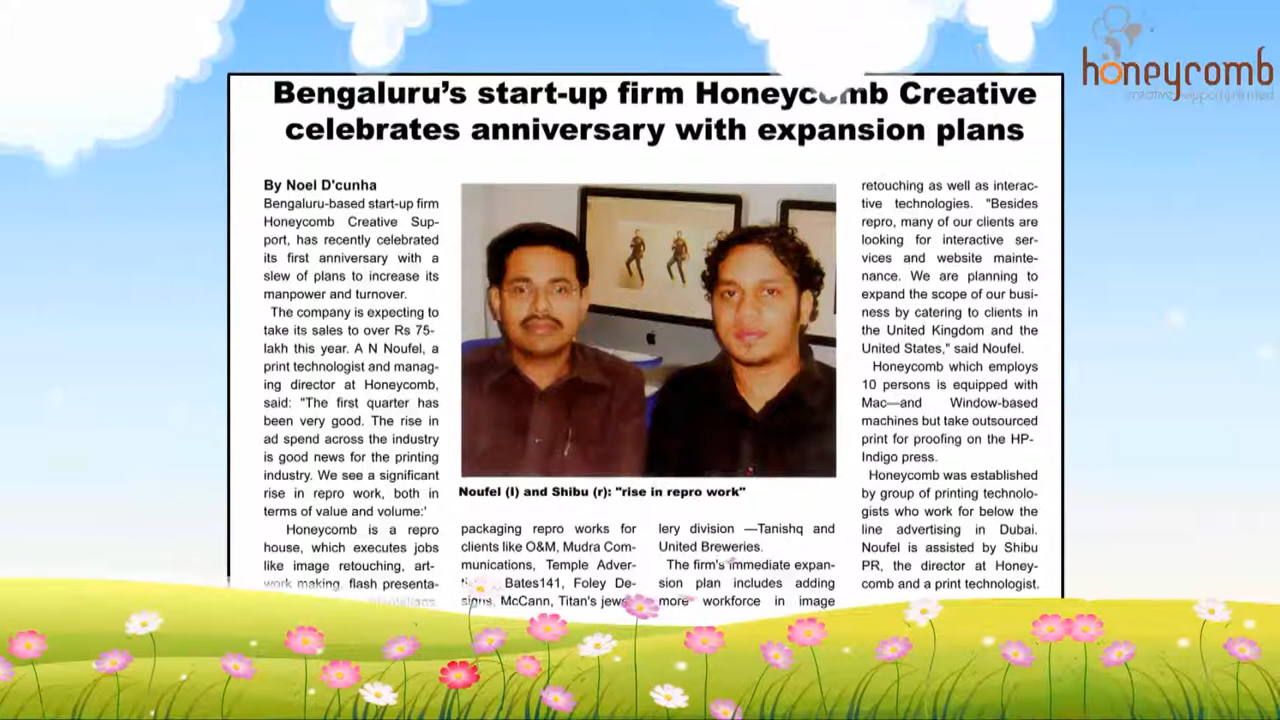 honeycomb
creative support limited
Bengaluru's start-up firm Honeycomb Creative
celebrates anniversary with expansion plans
By Noel D'cunha
Bengaluru-based start-up firm
Honeycomb Creative Sup-
port, has recently celebrated
its first anniversary with a
slew of plans to increase its
manpower and turnover.
The company is expecting to
take its sales to over Rs 75-
lakh this year. A N Noufel, a
print technologist and manag-
ing director at Honeycomb,
said: "The first quarter has
been very good. The rise in
ad spend across the industry
is good news for the printing
industry. We see a significant
rise in repro work, both in
terms of value and volume:'
Honeycomb is a repro
house, which executes jobs
like image retouching, art-
work making, flash presenta-
Noufel (l) and Shibu (r): "rise in repro work"
packaging repro works for
clients like O&M, Mudra Com-
munications, Temple Adver-
Bates141, Foley De-
signs, McCann, Titan's jewel-
lery division —Tanishq and
United Breweries.
The firm's immediate expan-
sion plan includes adding
more workforce in image
retouching as well as interac-
tive technologies. "Besides
repro, many of our clients are
looking for interactive ser-
vices and website mainte-
nance. We are planning to
expand the scope of our busi-
ness by catering to clients in
the United Kingdom and the
United States," said Noufel.
Honeycomb which employs
10 persons is equipped with
Mac—and Window-based
machines but take outsourced
print for proofing on the HP-
Indigo press.
Honeycomb was established
by group of printing technolo-
gists who work for below the
line advertising in Dubai.
Noufel is assisted by Shibu
PR, the director at Honey-
comb and a print technologist.